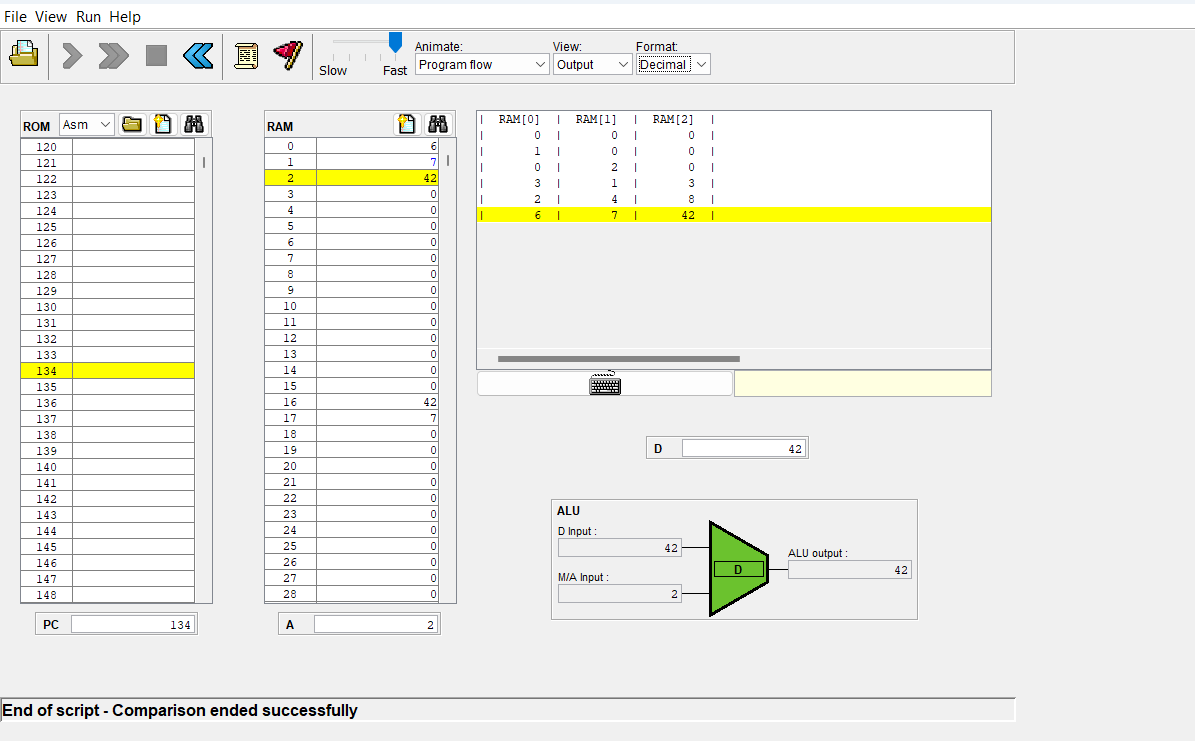 File View Run Help
Slow Fast
Animate: View: Format:
Program flow Output Decimal
ROM Asm
120
121
122
123
124
125
126
127
128
129
130
131
132
133
134
135
136
137
138
139
140
141
142
143
144
145
146
147
148
PC 134
RAM
0 6
1 7
2 42
3 0
4 0
5 0
6 0
7 0
8 0
9 0
10 0
11 0
12 0
13 0
14 0
15 0
16 42
17 7
18 0
19 0
20 0
21 0
22 0
23 0
24 0
25 0
26 0
27 0
28 0
A 2
| RAM[0] | RAM[1] | RAM[2] |
| 0 | 0 | 0 |
| 1 | 0 | 0 |
| 0 | 2 | 0 |
| 3 | 1 | 3 |
| 2 | 4 | 8 |
| 6 | 7 | 42 |
D 42
ALU
D Input :
42
M/A Input :
2
D
ALU output :
42
End of script - Comparison ended successfully